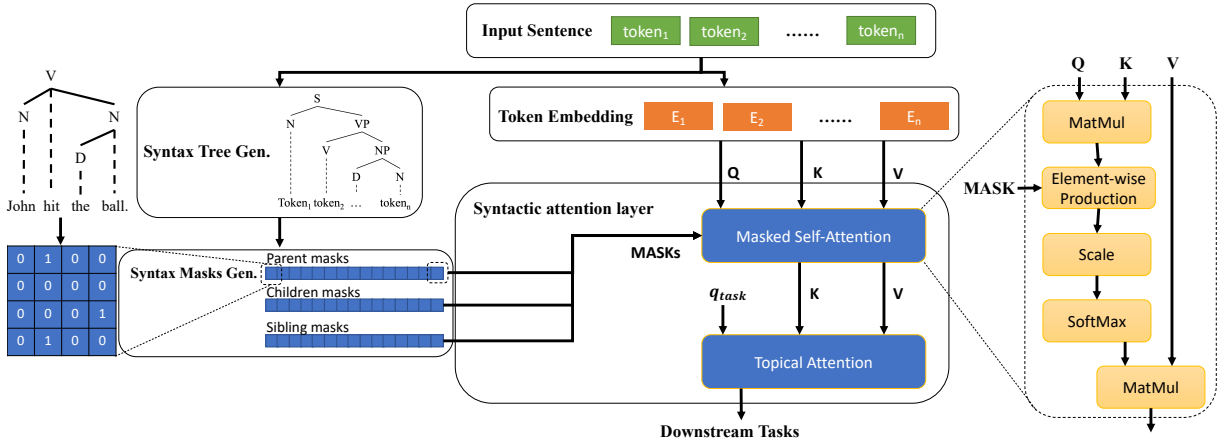 Input Sentence token1 token2 …… tokenn
V
N N
D
John hit the ball.
Syntax Tree Gen.
S
N VP
V NP
D N
Token1 token2 … tokenn
Token Embedding E1 E2 …… En
Q K V
Syntactic attention layer
Masked Self-Attention
MASKs
K V
qtask
Topical Attention
Downstream Tasks
Syntax Masks Gen.
Parent masks
Children masks
Sibling masks
0 1 0 0
0 0 0 0
0 0 0 1
0 1 0 0
Q K V
MatMul
MASK
Element-wise
Production
Scale
SoftMax
MatMul